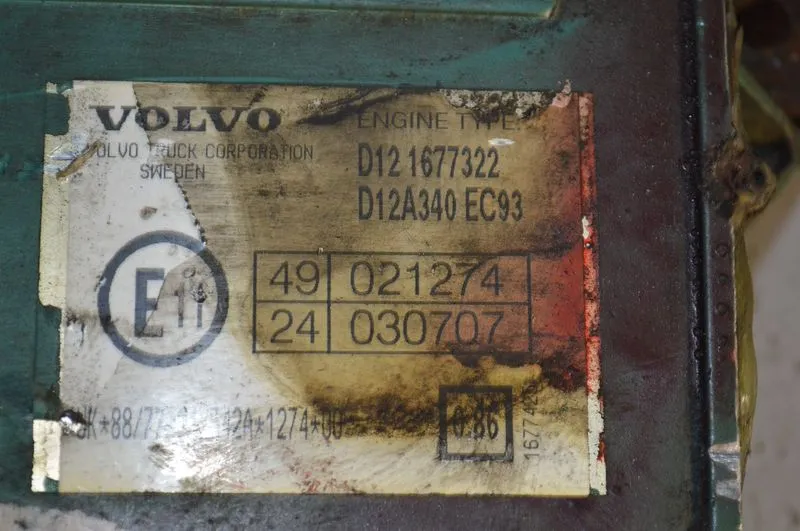 VOLVO
VOLVO TRUCK CORPORATION
SWEDEN
ENGINE TYPE:
D12 1677322
D12A340 EC93
E11
49 021274
24 030707
0.86